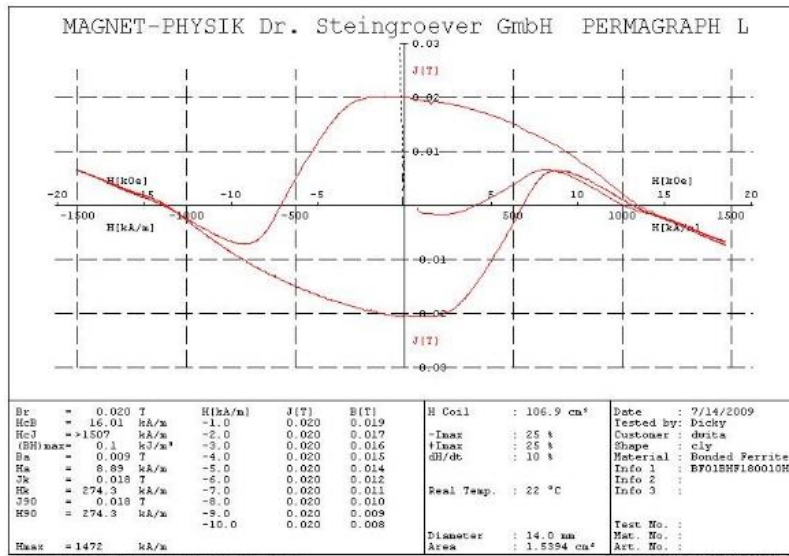 MAGNET-PHYSIK Dr. Steingroever GmbH PERMAGRAPH L
0.03
J[T]
0.02
0.01
H[kOe] H[kOe]
-20 -15 -10 -5 5 10 15 20
-1500 -1000 -500 500 1000 1500
H[kA/m] H[kA/m]
0.01
0.02
J[T]
0.03
Br = 0.020 T
HcB = 16.01 kA/m
HcJ = >1507 kA/m
(BH)max= 0.1 kJ/m³
Ba = 0.009 T
Ha = 8.89 kA/m
Jk = 0.018 T
Hk = 274.3 kA/m
J90 = 0.018 T
H90 = 274.3 kA/m
Hmax = 1472 kA/m
H[kA/m] J[T] B[T]
-1.0 0.020 0.019
-2.0 0.020 0.017
-3.0 0.020 0.016
-4.0 0.020 0.015
-5.0 0.020 0.014
-6.0 0.020 0.012
-7.0 0.020 0.011
-8.0 0.020 0.010
-9.0 0.020 0.009
-10.0 0.020 0.008
H Coil : 106.9 cm²
-Imax : 25 %
+Imax : 25 %
dH/dt : 10 %
Real Temp. : 22 °C
Diameter : 14.0 mm
Area : 1.5394 cm²
Date : 7/14/2009
Tested by: Dicky
Customer : dwita
Shape : cly
Material : Bonded Ferrite
Info 1 : BF01BHF180010H
Info 2 :
Info 3 :
Test No. :
Mat. No. :
Art. No. :